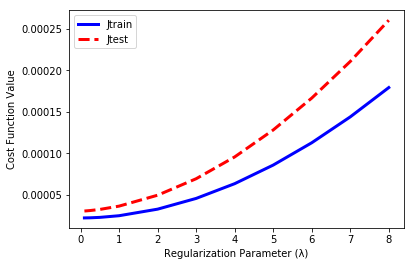 Jtrain
Jtest
0.00025
0.00020
0.00015
0.00010
0.00005
Cost Function Value
0 1 2 3 4 5 6 7 8
Regularization Parameter (λ)